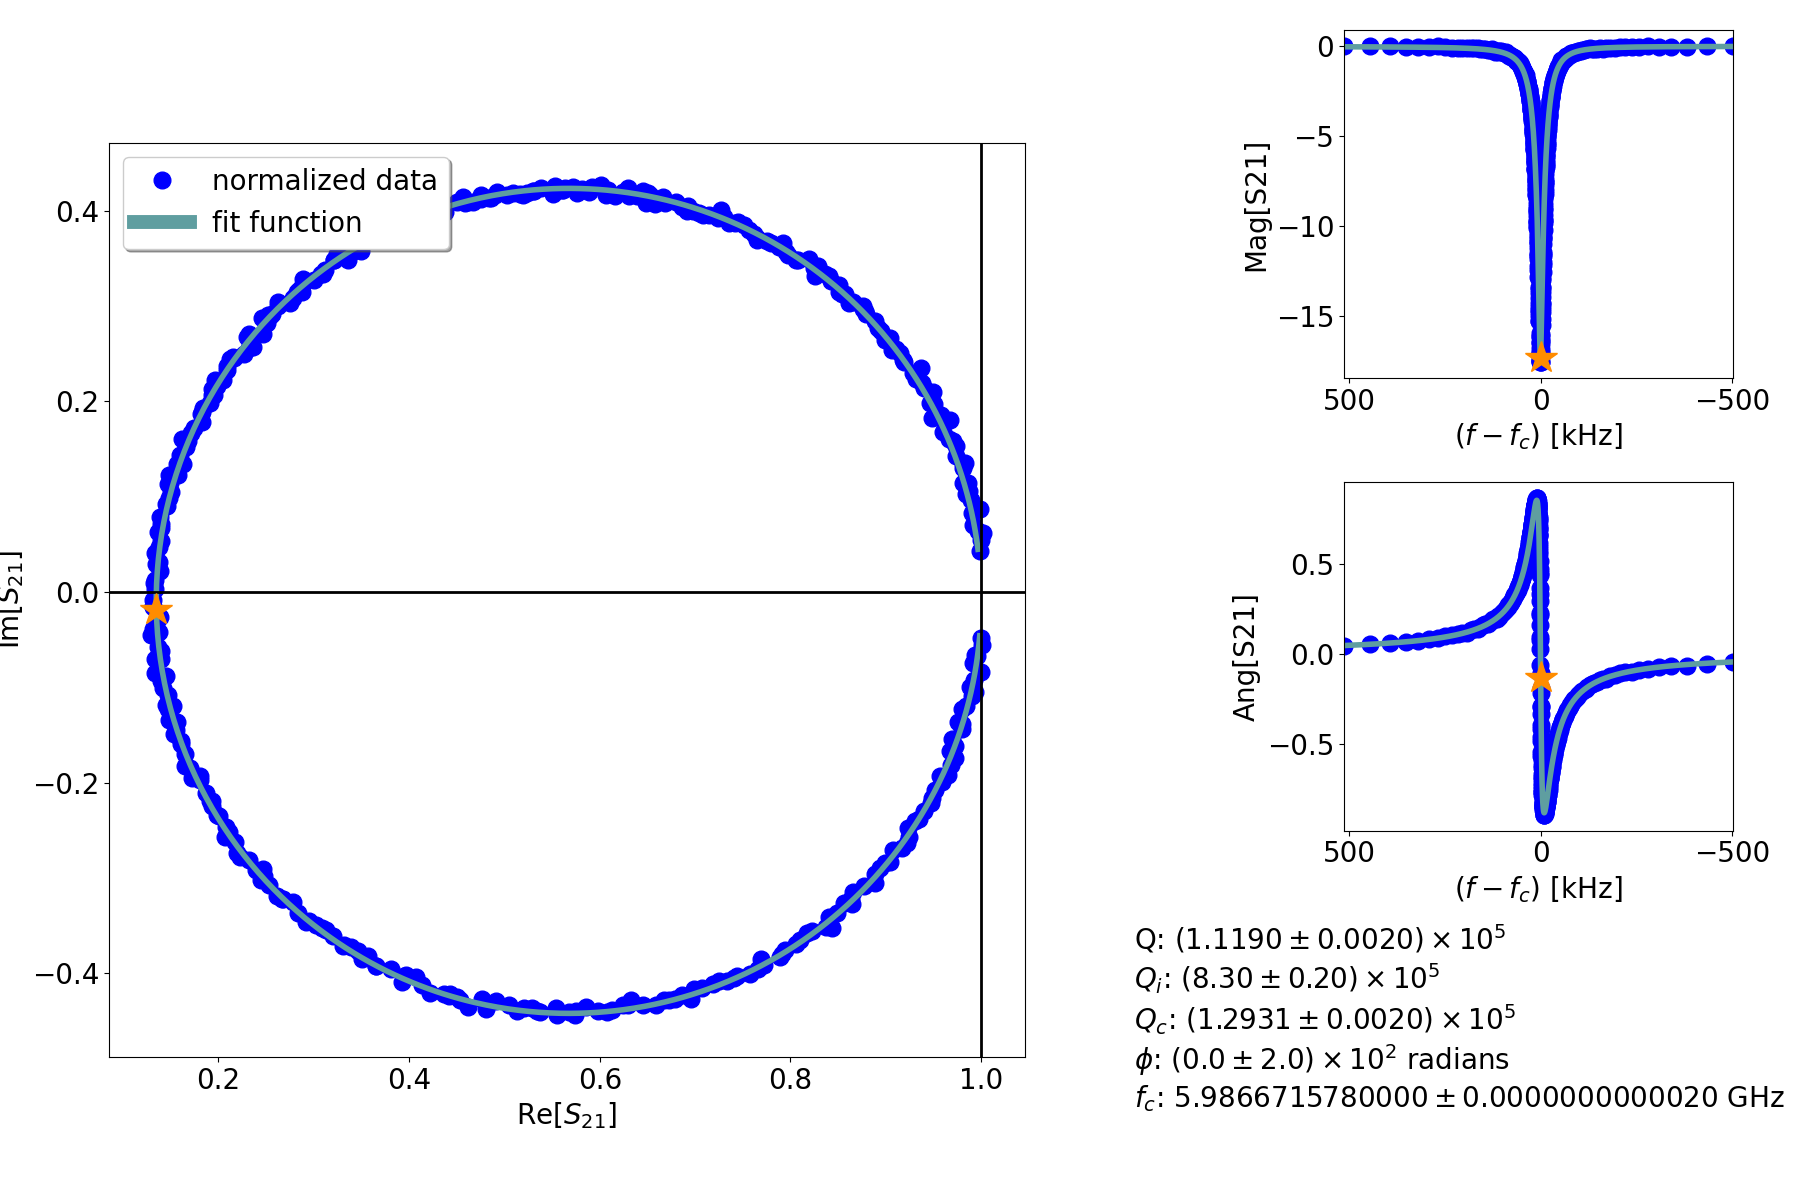 normalized data
fit function
0.4
0.2
0.0
−0.2
−0.4
Im[S21]
0.2
0.4
0.6
0.8
1.0
Re[S21]
0
−5
−10
−15
Mag[S21]
500
0
−500
(f − fc) [kHz]
0.5
0.0
−0.5
Ang[S21]
500
0
−500
(f − fc) [kHz]
Q: (1.1190 ± 0.0020) × 10^5
Qi: (8.30 ± 0.20) × 10^5
Qc: (1.2931 ± 0.0020) × 10^5
ϕ: (0.0 ± 2.0) × 10^2 radians
fc: 5.9866715780000 ± 0.0000000000020 GHz